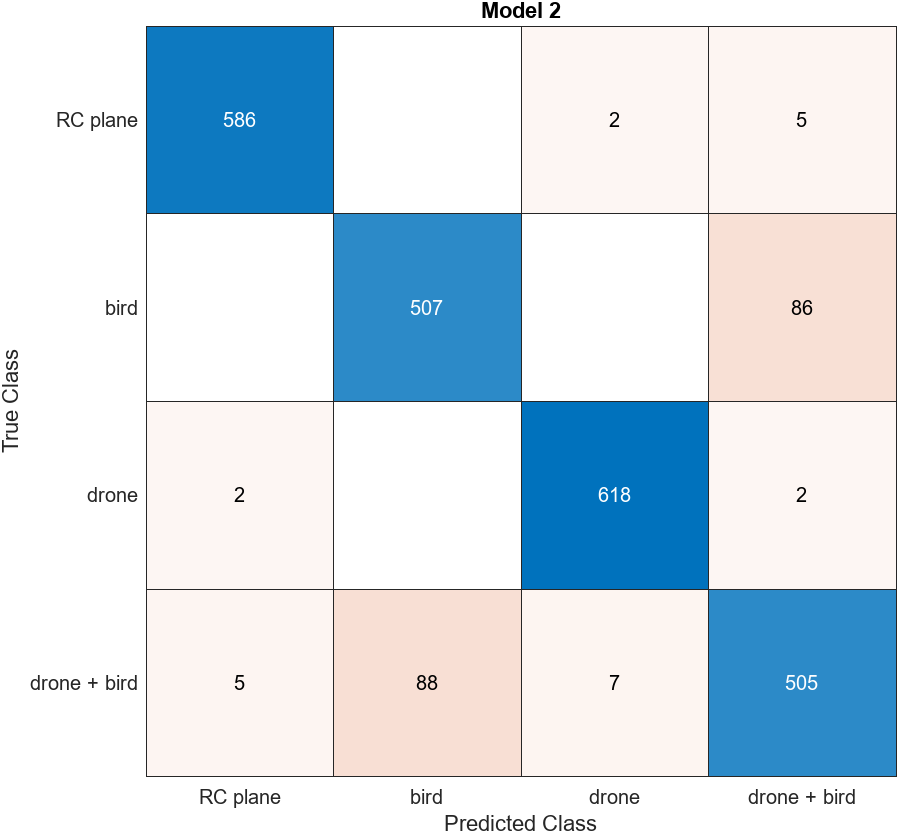 Model 2
RC plane
586
2
5
bird
507
86
drone
2
618
2
drone + bird
5
88
7
505
RC plane
bird
drone
drone + bird
Predicted Class
True Class